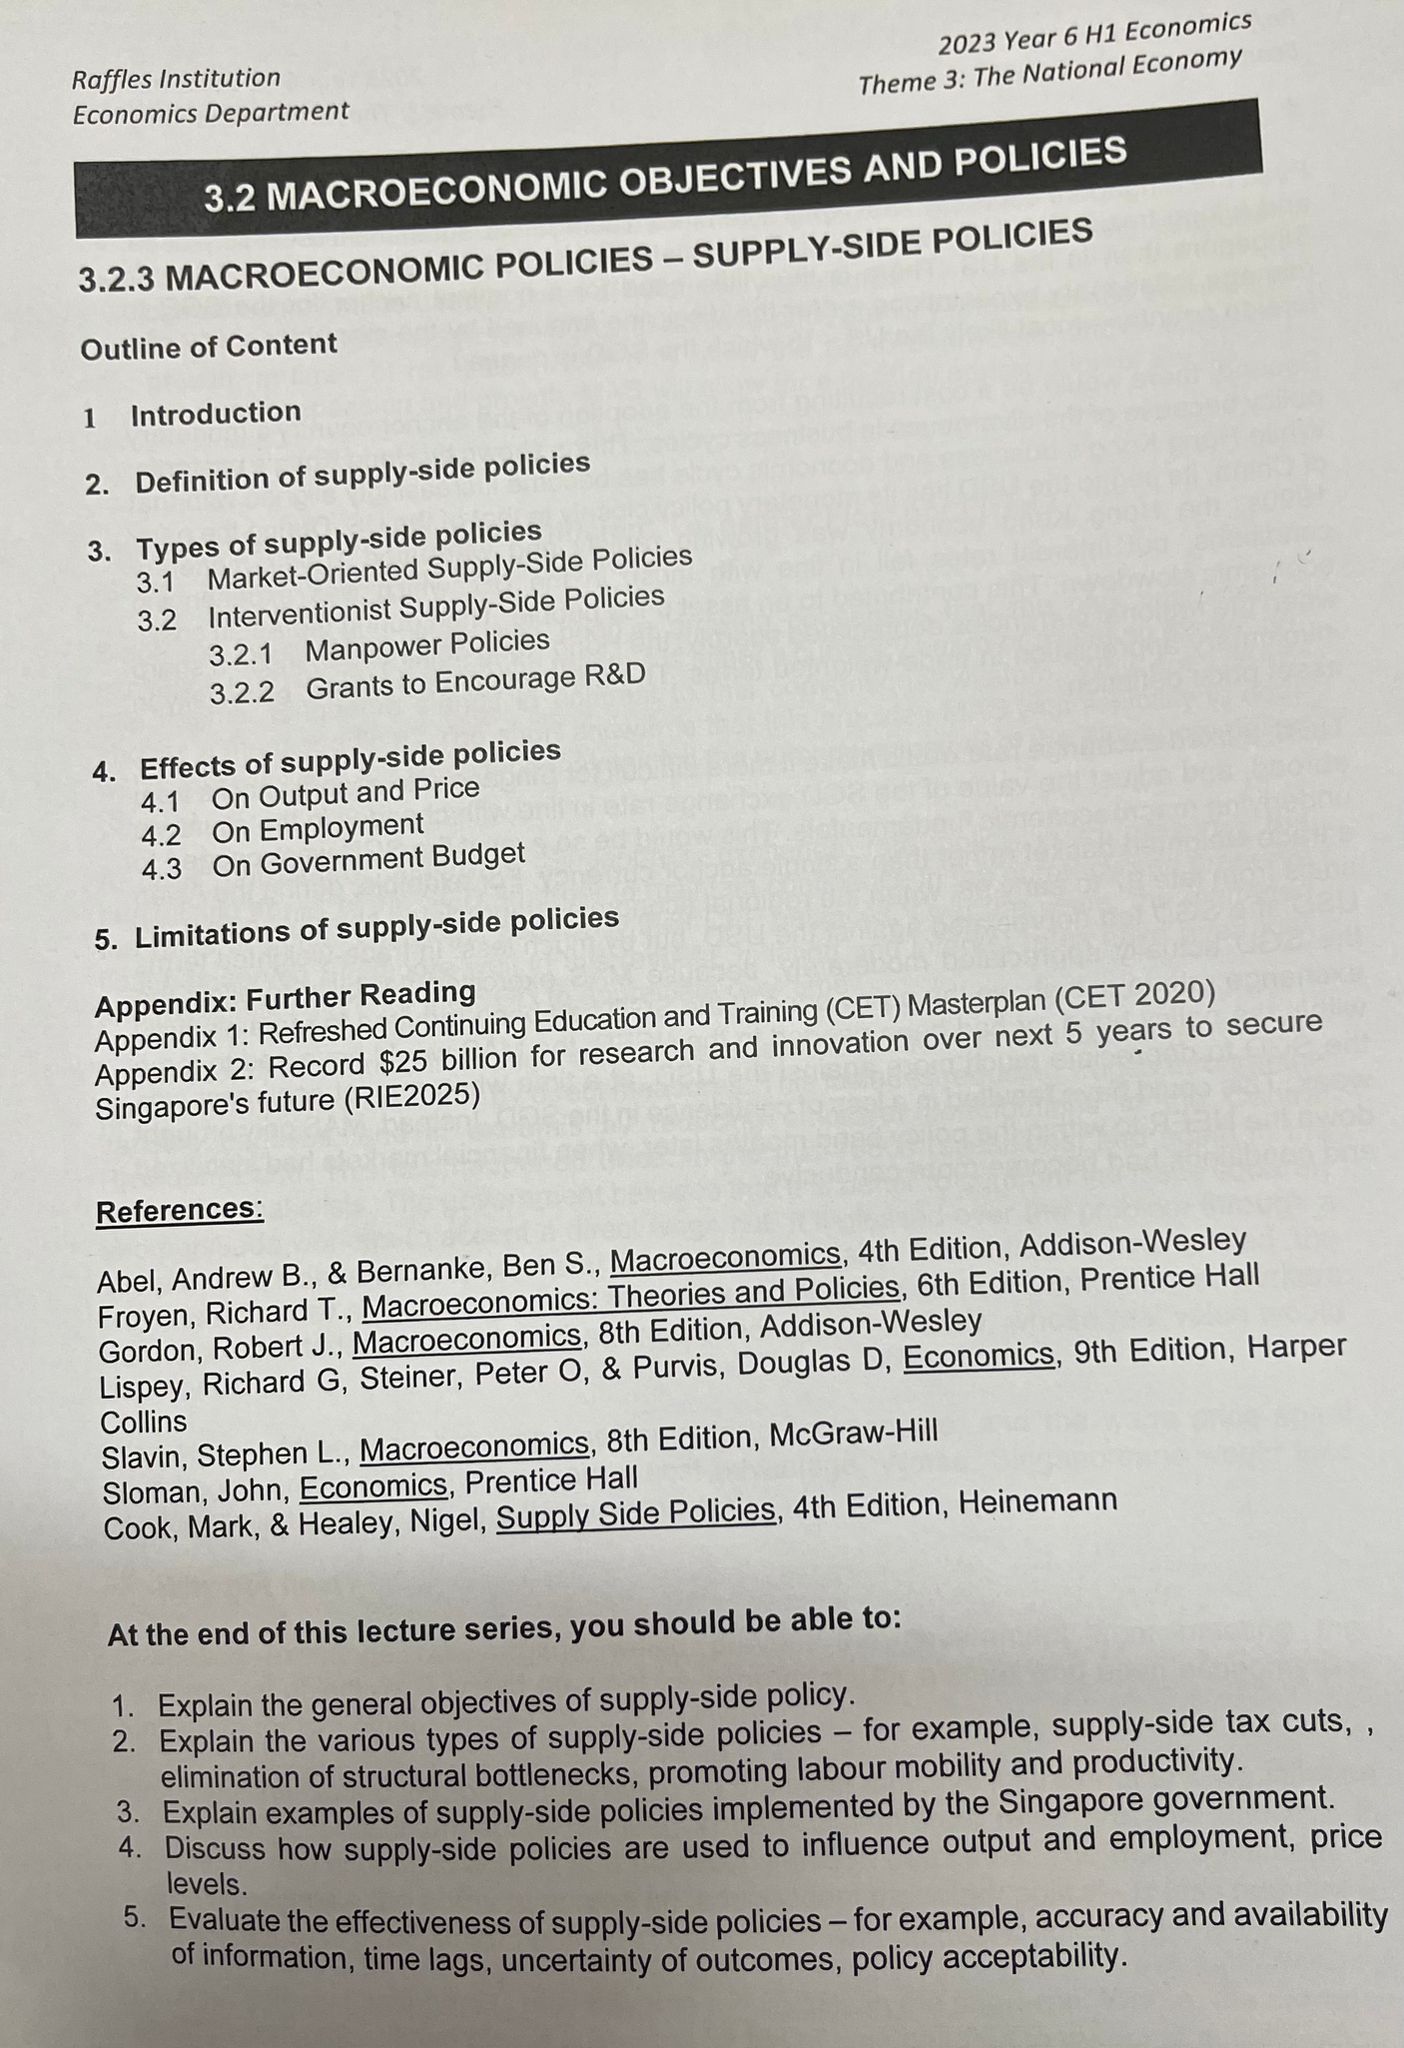 Raffles Institution
Economics Department
2023 Year 6 H1 Economics
Theme 3: The National Economy
3.2 MACROECONOMIC OBJECTIVES AND POLICIES
3.2.3 MACROECONOMIC POLICIES – SUPPLY-SIDE POLICIES
Outline of Content
1 Introduction
2. Definition of supply-side policies
3. Types of supply-side policies
3.1 Market-Oriented Supply-Side Policies
3.2 Interventionist Supply-Side Policies
3.2.1 Manpower Policies
3.2.2 Grants to Encourage R&D
4. Effects of supply-side policies
4.1 On Output and Price
4.2 On Employment
4.3 On Government Budget
5. Limitations of supply-side policies
Appendix: Further Reading
Appendix 1: Refreshed Continuing Education and Training (CET) Masterplan (CET 2020)
Appendix 2: Record $25 billion for research and innovation over next 5 years to secure
Singapore's future (RIE2025)
References:
Abel, Andrew B., & Bernanke, Ben S., Macroeconomics, 4th Edition, Addison-Wesley
Froyen, Richard T., Macroeconomics: Theories and Policies, 6th Edition, Prentice Hall
Gordon, Robert J., Macroeconomics, 8th Edition, Addison-Wesley
Lispey, Richard G, Steiner, Peter O, & Purvis, Douglas D, Economics, 9th Edition, Harper
Collins
Slavin, Stephen L., Macroeconomics, 8th Edition, McGraw-Hill
Sloman, John, Economics, Prentice Hall
Cook, Mark, & Healey, Nigel, Supply Side Policies, 4th Edition, Heinemann
At the end of this lecture series, you should be able to:
1. Explain the general objectives of supply-side policy.
2. Explain the various types of supply-side policies – for example, supply-side tax cuts, ,
elimination of structural bottlenecks, promoting labour mobility and productivity.
3. Explain examples of supply-side policies implemented by the Singapore government.
4. Discuss how supply-side policies are used to influence output and employment, price
levels.
5. Evaluate the effectiveness of supply-side policies – for example, accuracy and availability
of information, time lags, uncertainty of outcomes, policy acceptability.